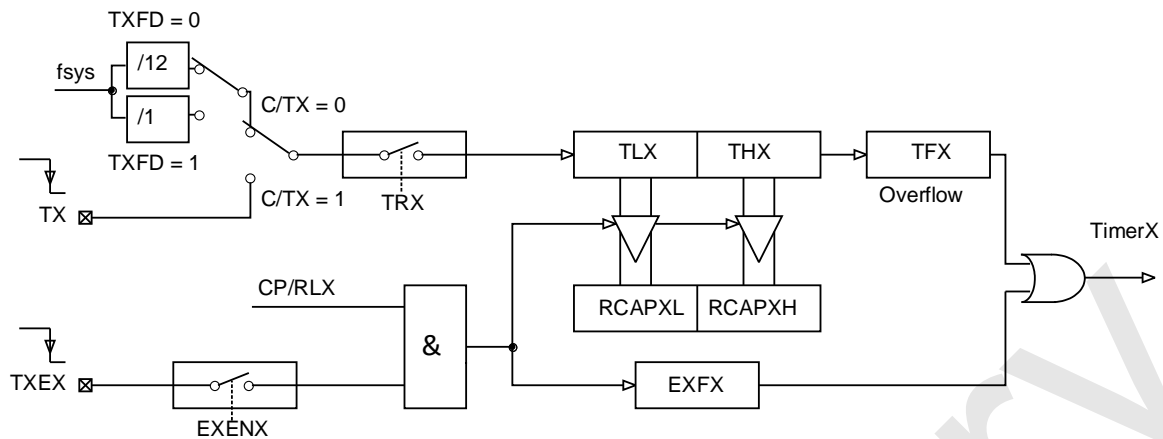 TXFD = 0
/12
fsys
C/TX = 0
/1
TXFD = 1
TLX
THX
TFX
C/TX = 1
TRX
Overflow
TX
TimerX
CP/RLX
RCAPXL
RCAPXH
&
TXEX
EXFX
EXENX